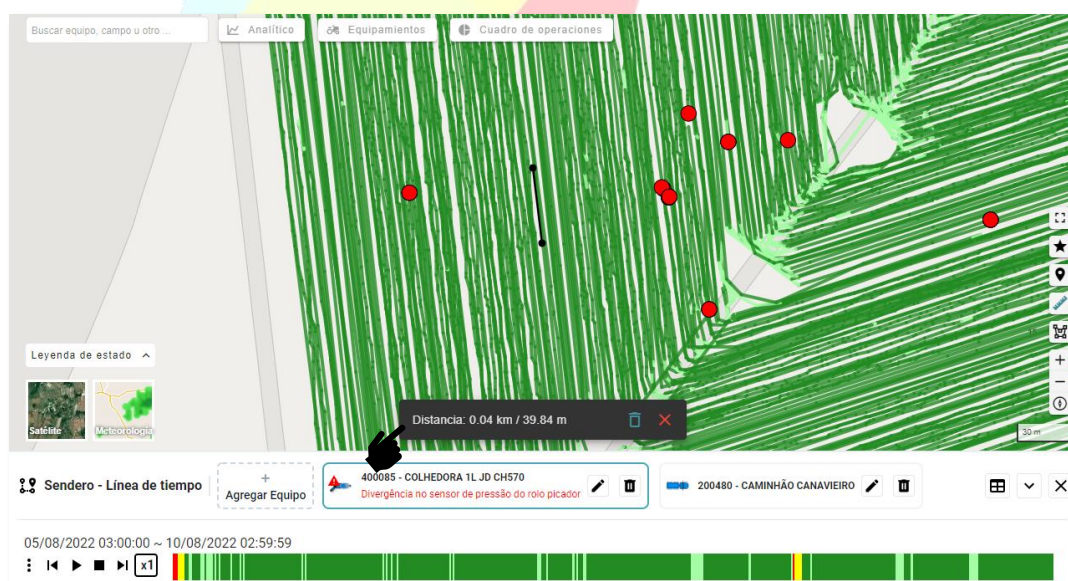 Buscar equipo, campo u otro ...
Analítico
Equipamientos
Cuadro de operaciones
Leyenda de estado
Satélite
Meteorología
Distancia: 0.04 km / 39.84 m
30 m
Sendero - Línea de tiempo
+
Agregar Equipo
400085 - COLHEDORA 1L JD CH570
Divergência no sensor de pressão do rolo picador
200480 - CAMINHÃO CANAVIEIRO
05/08/2022 03:00:00 ~ 10/08/2022 02:59:59
x1